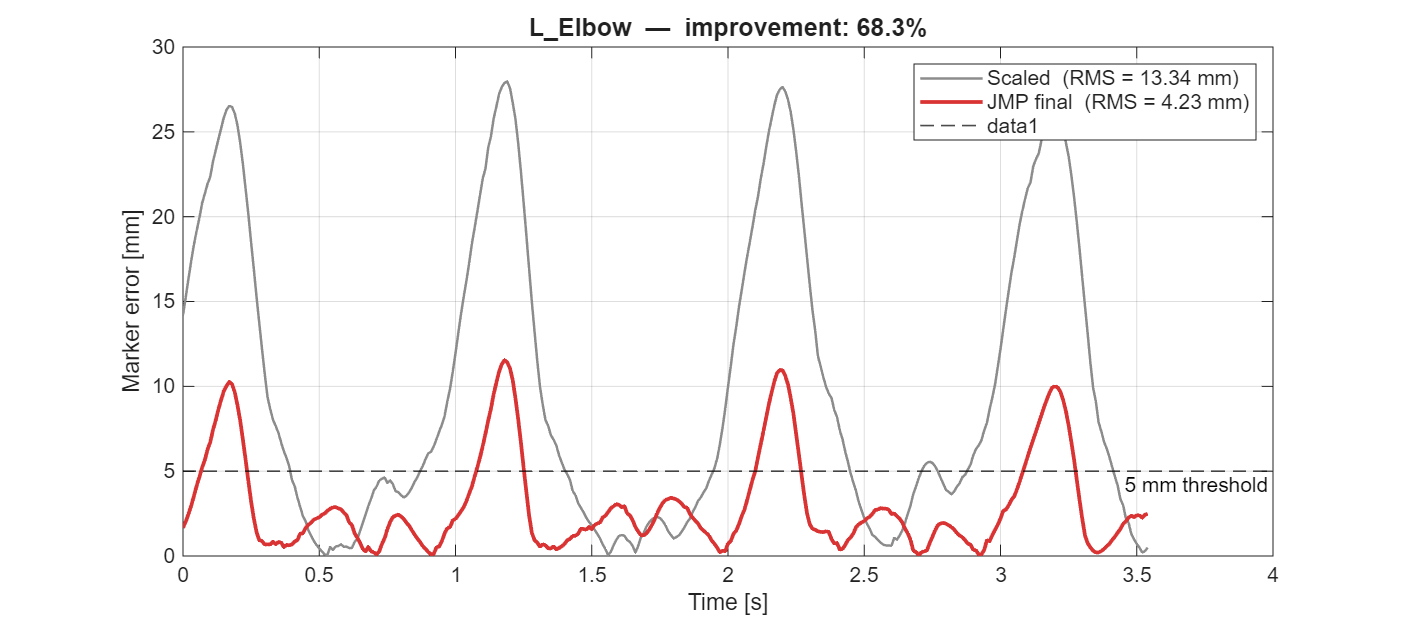 L_Elbow — improvement: 68.3%
30
25
20
15
10
5
0
Marker error [mm]
Scaled (RMS = 13.34 mm)
JMP final (RMS = 4.23 mm)
data1
5 mm threshold
0 0.5 1 1.5 2 2.5 3 3.5 4
Time [s]